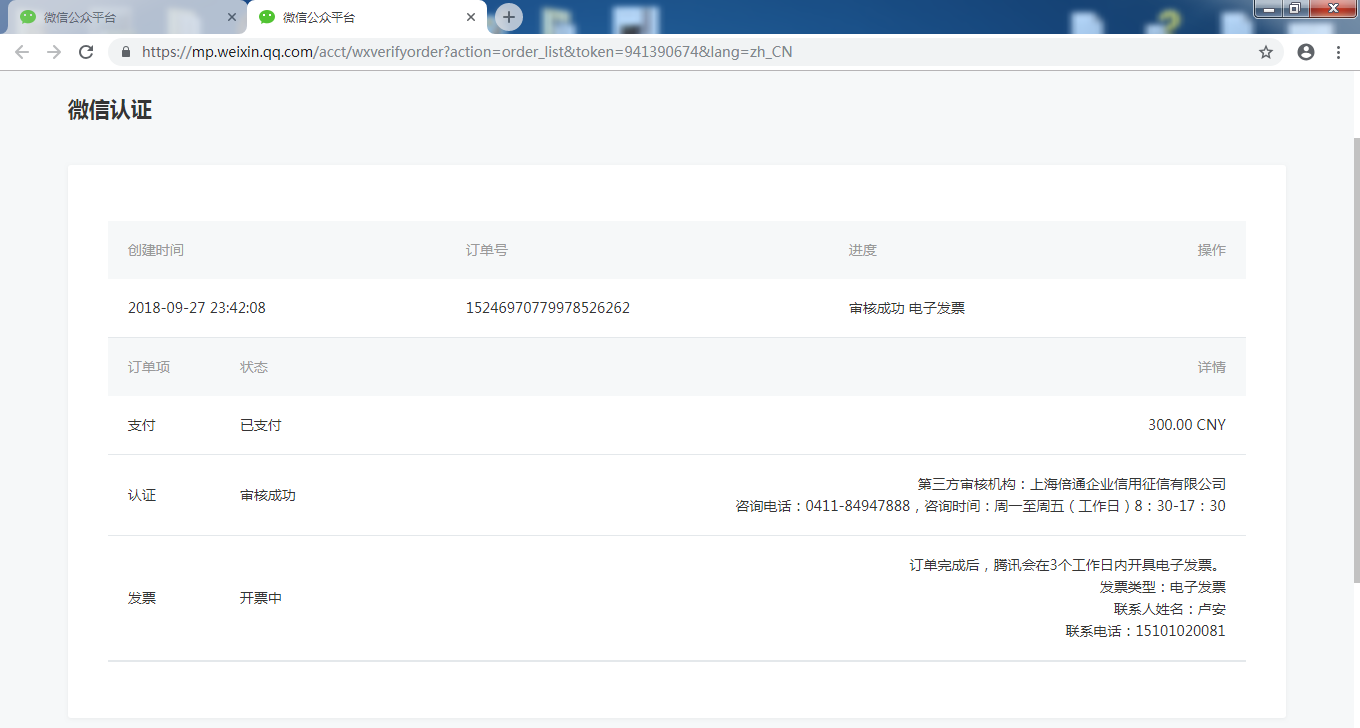 微信公众平台
微信公众平台
https://mp.weixin.qq.com/acct/wxverifyorder?action=order_list&token=941390674&lang=zh_CN
微信认证
创建时间 订单号 进度 操作
2018-09-27 23:42:08 15246970779978526262 审核成功 电子发票
订单项 状态 详情
支付 已支付 300.00 CNY
第三方审核机构：上海倍通企业信用征信有限公司
认证 审核成功
咨询电话：0411-84947888，咨询时间：周一至周五（工作日）8：30-17：30
订单完成后，腾讯会在3个工作日内开具电子发票。
发票类型：电子发票
发票 开票中
联系人姓名：卢安
联系电话：15101020081